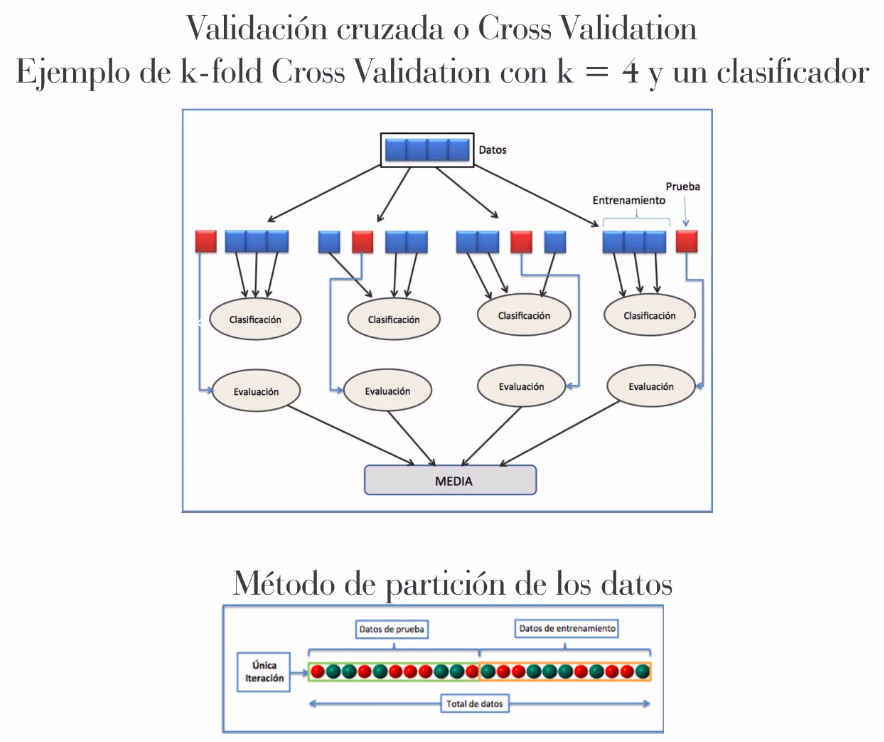 Validación cruzada o Cross Validation
Ejemplo de k-fold Cross Validation con k = 4 y un clasificador
Datos
Prueba
Entrenamiento
Clasificación
Clasificación
Clasificación
Clasificación
Evaluación
Evaluación
Evaluación
Evaluación
MEDIA
Método de partición de los datos
Datos de prueba
Datos de entrenamiento
Única
Iteración
Total de datos